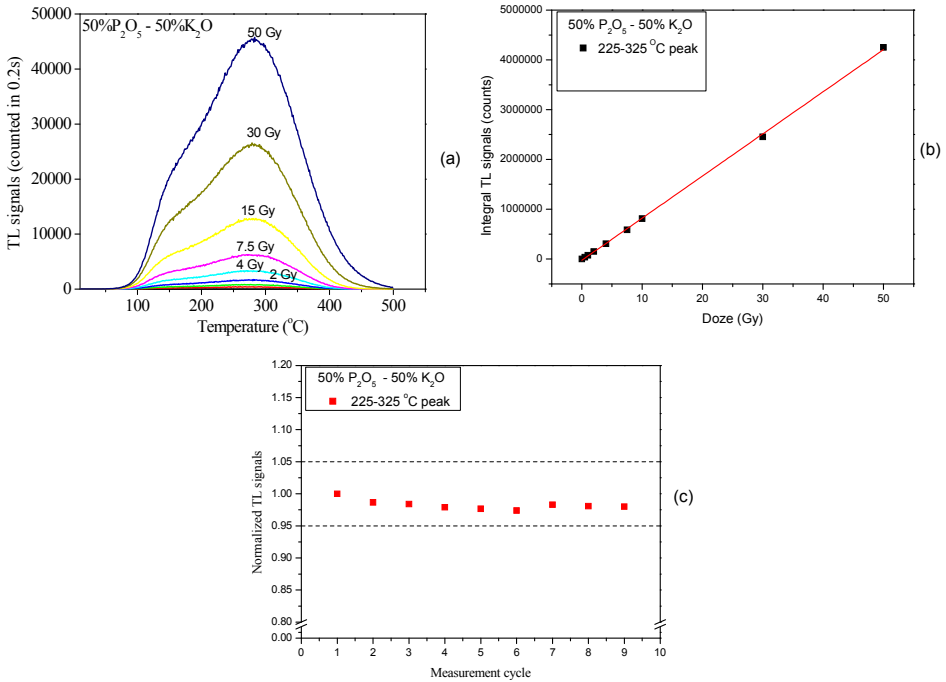 50%P₂O₅ - 50%K₂O
50 Gy
30 Gy
15 Gy
7.5 Gy
4 Gy
2 Gy
50000
40000
30000
20000
10000
0
100
200
300
400
500
TL signals (counted in 0.2s)
Temperature (°C)
(a)
50% P₂O₅ - 50% K₂O
225-325 °C peak
5000000
4000000
3000000
2000000
1000000
0
0
10
20
30
40
50
Integral TL signals (counts)
Doze (Gy)
(b)
50% P₂O₅ - 50% K₂O
225-325 °C peak
1.20
1.15
1.10
1.05
1.00
0.95
0.90
0.85
0.80
0.00
0
1
2
3
4
5
6
7
8
9
10
Normalized TL signals
Measurement cycle
(c)